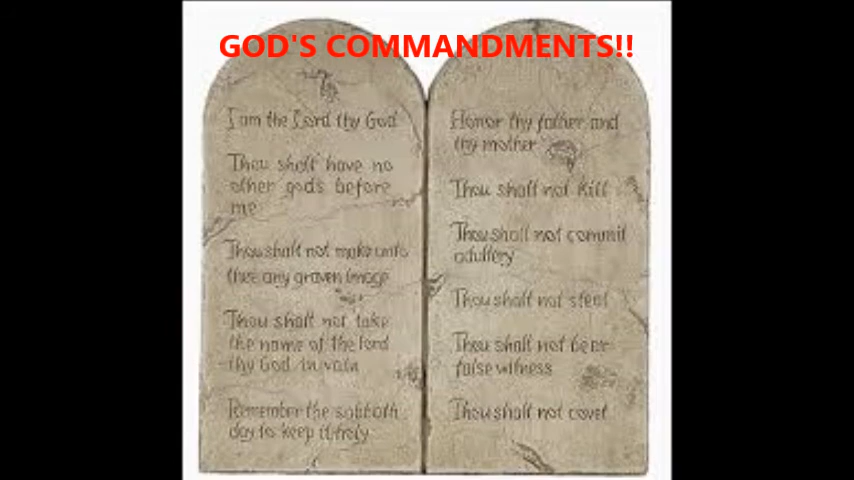 GOD'S COMMANDMENTS!!
I am the Lord thy God
Thou shalt have no
other gods before
me
Thou shalt not make unto
thee any graven image
Thou shalt not take
the name of the Lord
thy God in vain
Remember the sabbath
day to keep it holy
Honor thy father and
thy mother
Thou shalt not kill
Thou shalt not commit
adultery
Thou shalt not steal
Thou shalt not bear
false witness
Thou shalt not covet